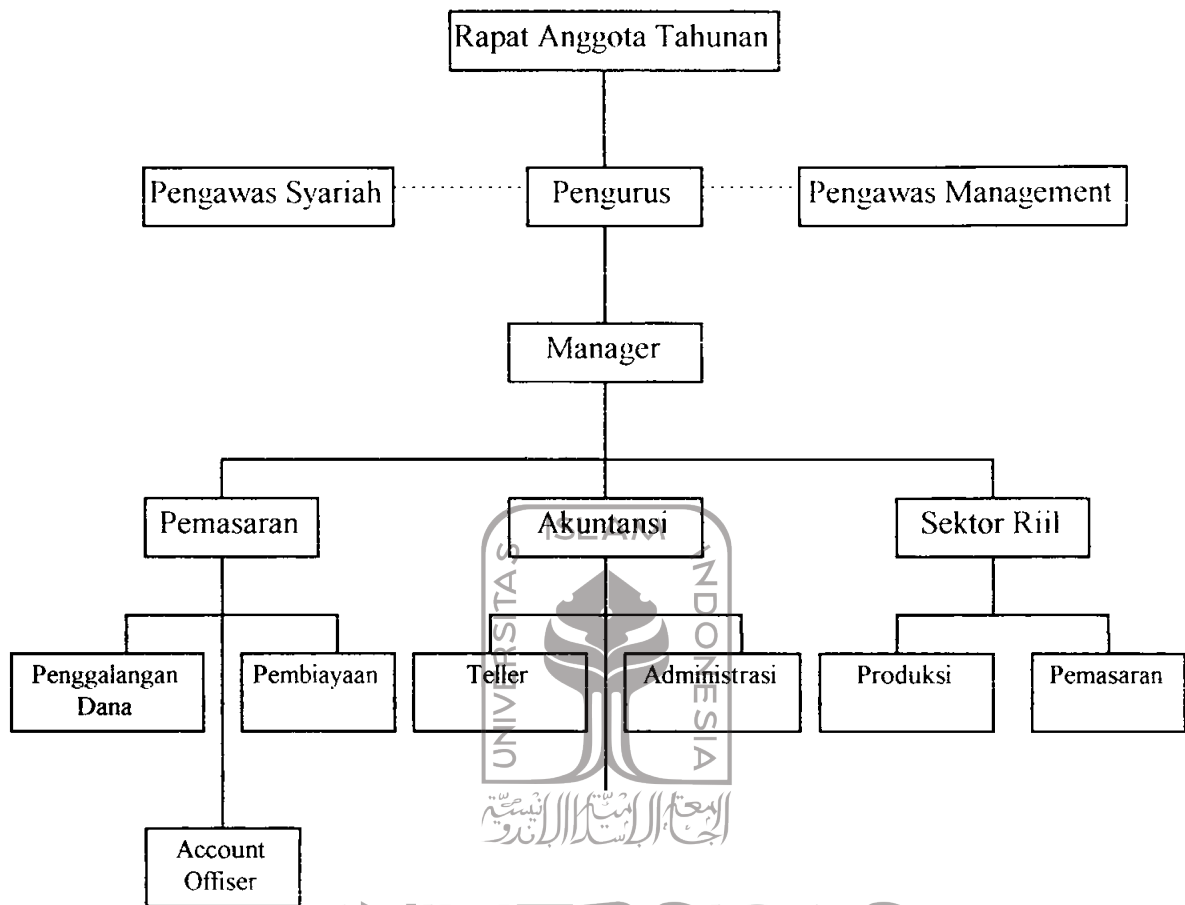 Rapat Anggota Tahunan
Pengawas Syariah
Pengurus
Pengawas Management
Manager
Pemasaran
Akuntansi
Sektor Riil
UNIVERSITAS
ISLAM
INDONESIA
Penggalangan
Dana
Pembiayaan
Teller
Administrasi
Produksi
Pemasaran
Account
Offiser